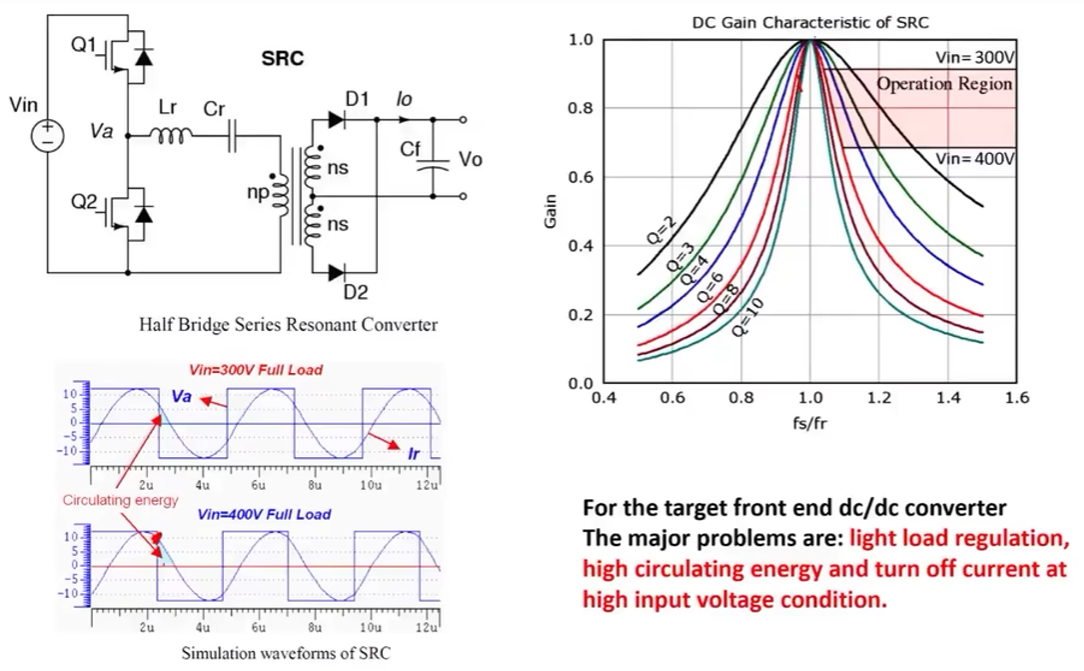 Q1
SRC
Vin
Va
Lr
Cr
D1
Io
Cf
Vo
ns
np
Q2
ns
D2
Half Bridge Series Resonant Converter
DC Gain Characteristic of SRC
1.0
0.8
0.6
0.4
0.2
0.0
Gain
Vin= 300V
Operation Region
Vin= 400V
Q=2
Q=3
Q=4
Q=6
Q=8
Q=10
0.4 0.6 0.8 1.0 1.2 1.4 1.6
fs/fr
Vin=300V Full Load
10
5
0
-5
-10
Va
Ir
2u 4u 6u 8u 10u 12u
Circulating energy
Vin=400V Full Load
10
5
0
-5
-10
2u 4u 6u 8u 10u 12u
Simulation waveforms of SRC
For the target front end dc/dc converter
The major problems are: light load regulation,
high circulating energy and turn off current at
high input voltage condition.